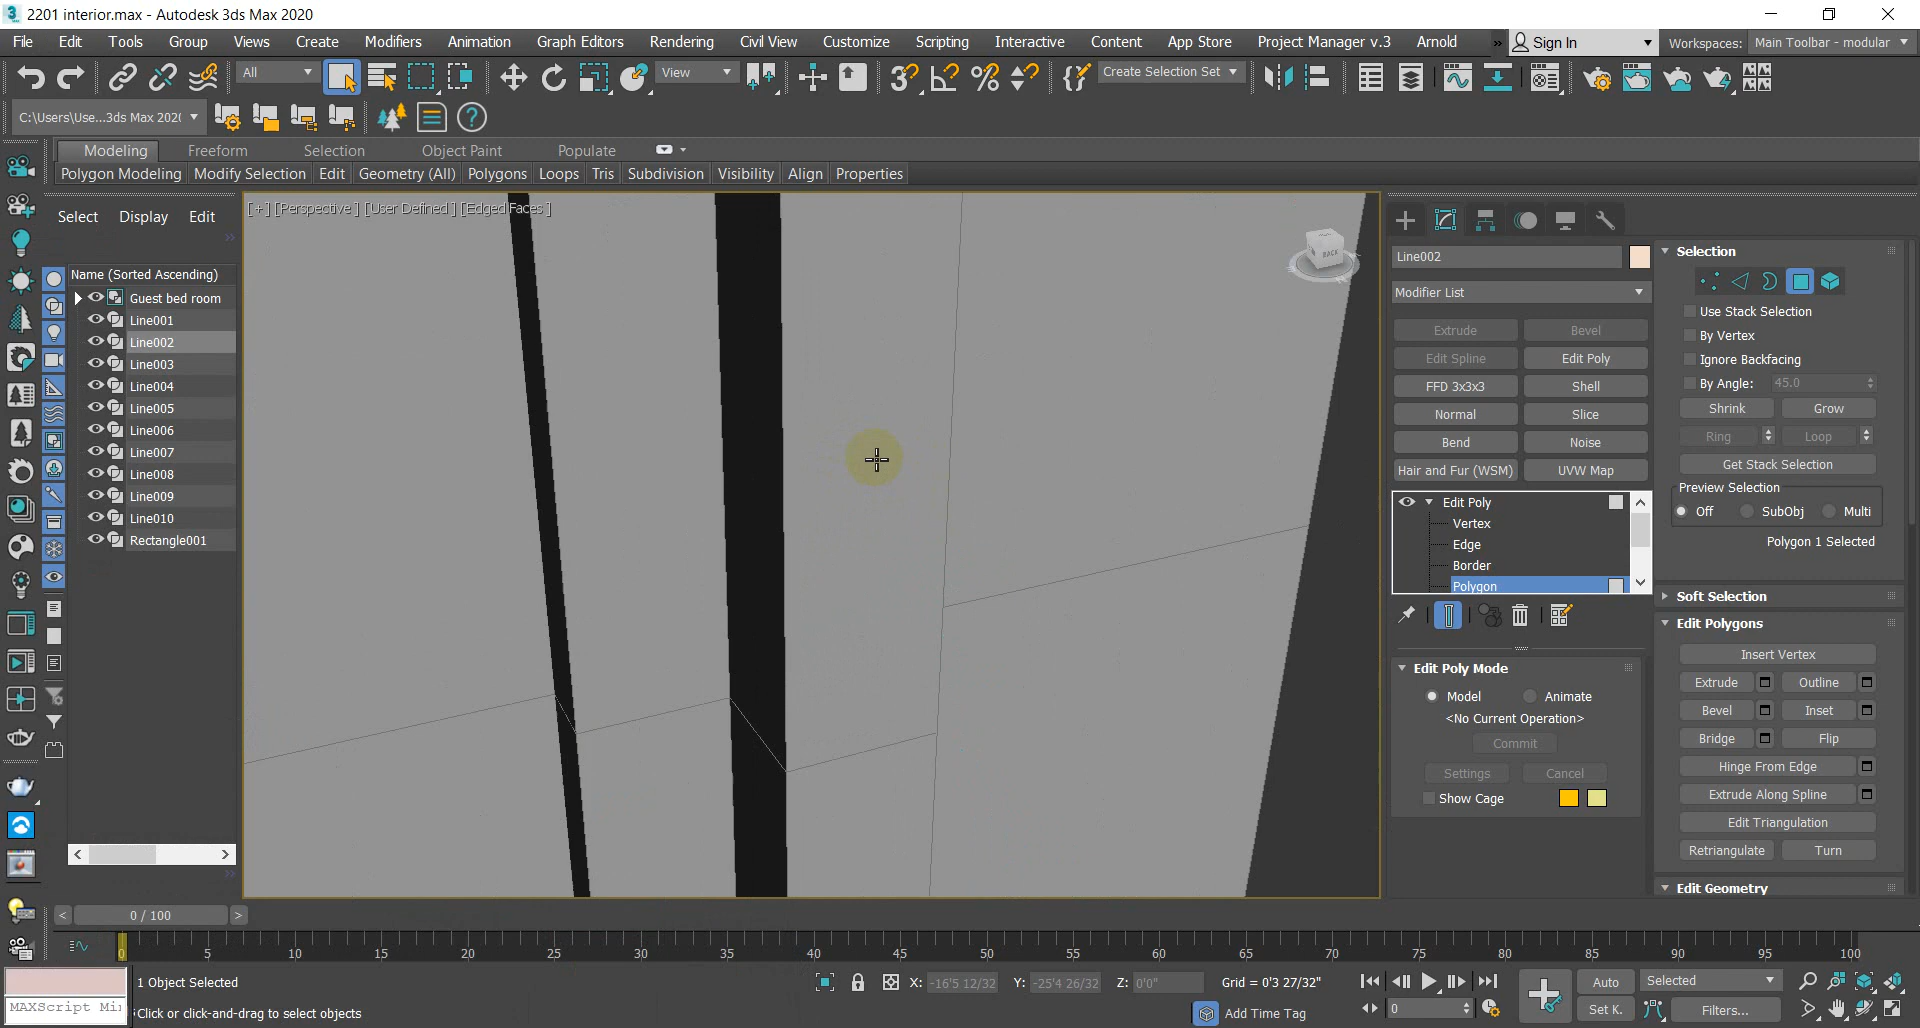 2201 interior.max - Autodesk 3ds Max 2020
File Edit Tools Group Views Create Modifiers Animation Graph Editors Rendering Civil View Customize Scripting Interactive Content App Store Project Manager v.3 Arnold » Sign In Workspaces: Main Toolbar - modular
All View Create Selection Set
C:\Users\Use...3ds Max 202(
Modeling Freeform Selection Object Paint Populate
Polygon Modeling Modify Selection Edit Geometry (All) Polygons Loops Tris Subdivision Visibility Align Properties
Select Display Edit
[ + ] [Perspective ] [User Defined ] [Edged Faces ]
BACK
Name (Sorted Ascending)
Guest bed room
Line001
Line002
Line003
Line004
Line005
Line006
Line007
Line008
Line009
Line010
Rectangle001
Line002
Modifier List
Extrude Bevel
Edit Spline Edit Poly
FFD 3x3x3 Shell
Normal Slice
Bend Noise
Hair and Fur (WSM) UVW Map
Edit Poly
Vertex
Edge
Border
Polygon
Edit Poly Mode
Model Animate
<No Current Operation>
Commit
Settings Cancel
Show Cage
Selection
Use Stack Selection
By Vertex
Ignore Backfacing
By Angle: 45.0
Shrink Grow
Ring Loop
Get Stack Selection
Preview Selection
Off SubObj Multi
Polygon 1 Selected
Soft Selection
Edit Polygons
Insert Vertex
Extrude Outline
Bevel Inset
Bridge Flip
Hinge From Edge
Extrude Along Spline
Edit Triangulation
Retriangulate Turn
Edit Geometry
< 0 / 100 >
0 5 10 15 20 25 30 35 40 45 50 55 60 65 70 75 80 85 90 95 100
1 Object Selected X: -16'5 12/32 Y: -25'4 26/32 Z: 0'0" Grid = 0'3 27/32" Auto Selected
MAXScript Mi Click or click-and-drag to select objects Add Time Tag 0 Set K. Filters...